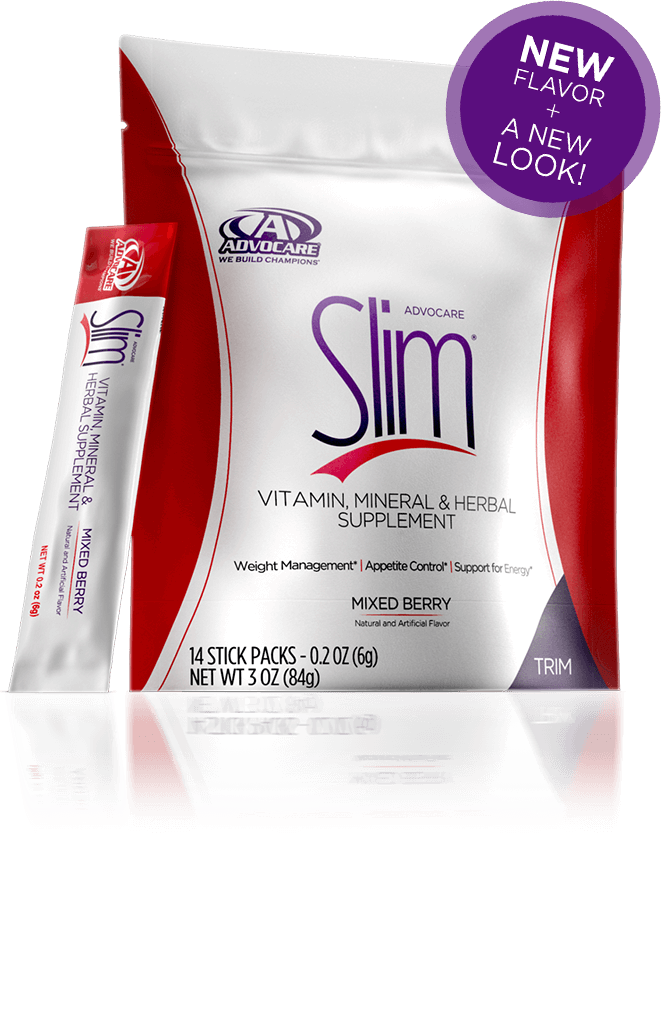 NEW
FLAVOR
+
A NEW
LOOK!
ADVOCARE
WE BUILD CHAMPIONS®
ADVOCARE
Slim®
VITAMIN, MINERAL & HERBAL
SUPPLEMENT
Weight Management* | Appetite Control* | Support for Energy*
MIXED BERRY
Natural and Artificial Flavor
14 STICK PACKS - 0.2 OZ (6g)
NET WT 3 OZ (84g)
TRIM
ADVOCARE
WE BUILD CHAMPIONS
ADVOCARE
Slim®
VITAMIN, MINERAL &
HERBAL SUPPLEMENT
MIXED BERRY
Natural and Artificial Flavor
NET WT 0.2 oz (6g)